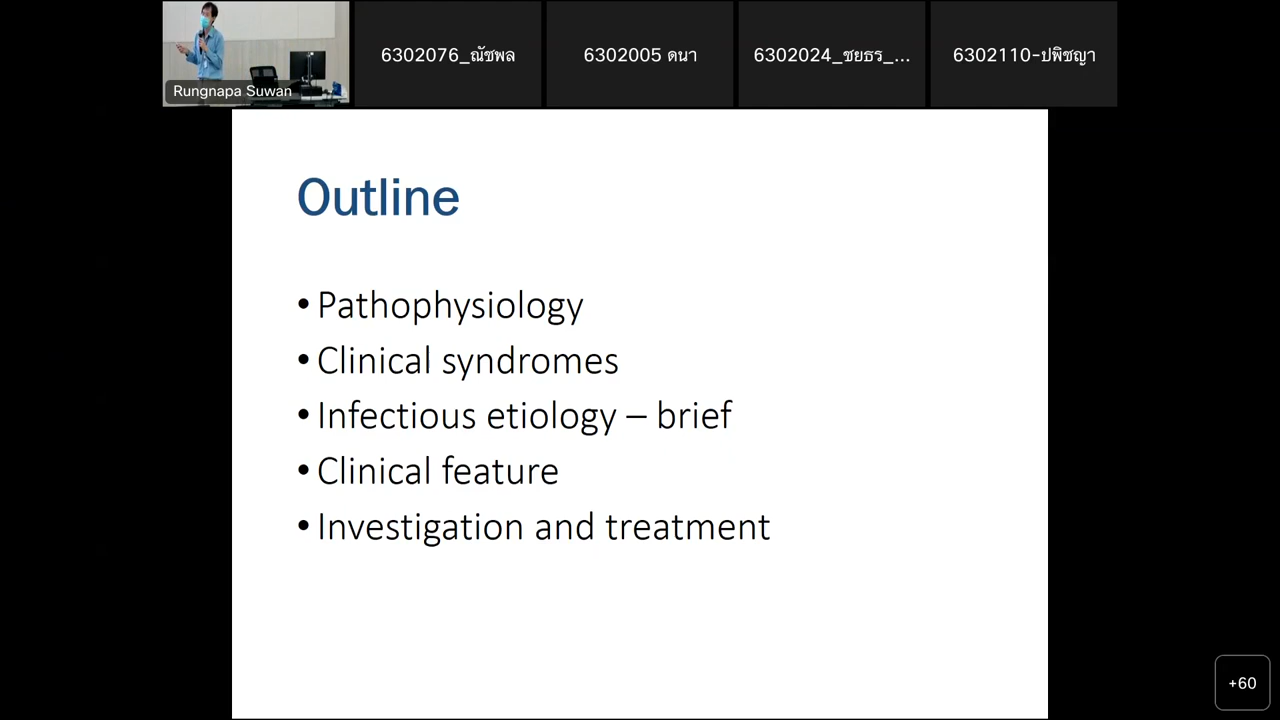 Rungnapa Suwan
6302076_ณัชพล
6302005 ดนา
6302024_ชยธร_...
6302110-ปพิชญา
Outline
• Pathophysiology
• Clinical syndromes
• Infectious etiology – brief
• Clinical feature
• Investigation and treatment
+60